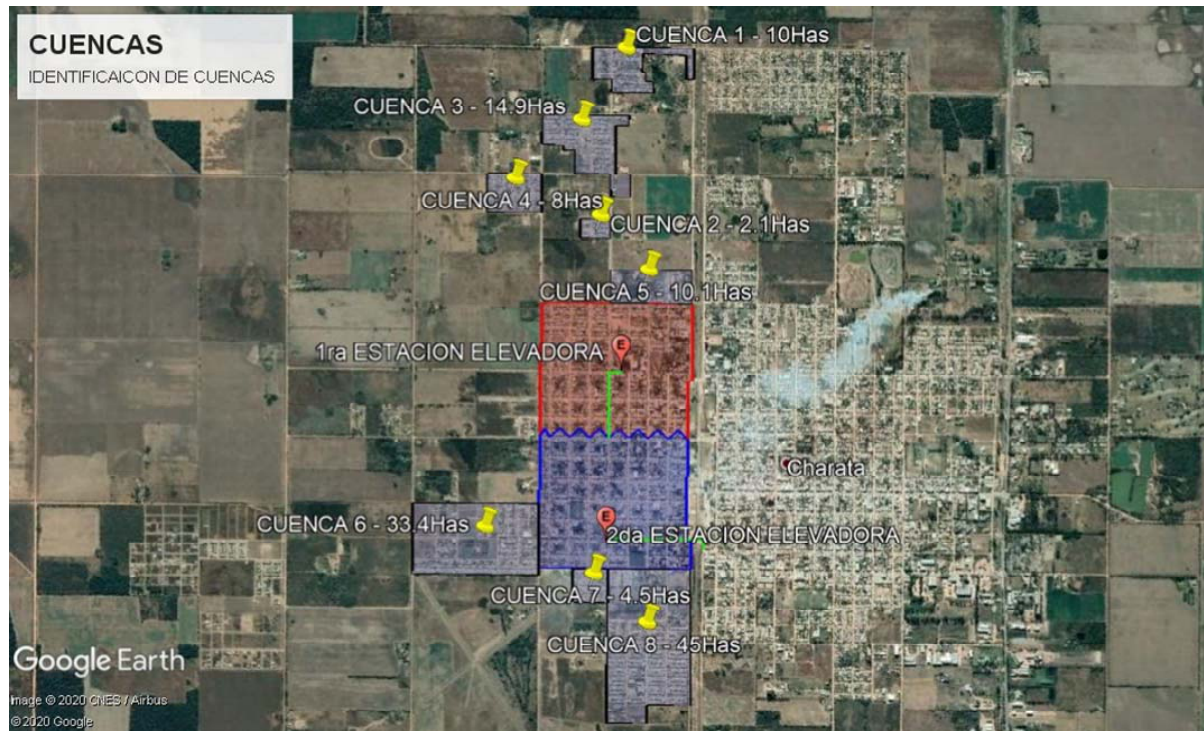 CUENCAS
IDENTIFICAICON DE CUENCAS
CUENCA 1 - 10Has
CUENCA 3 - 14.9Has
CUENCA 4 - 8Has
CUENCA 2 - 2.1Has
CUENCA 5 - 10.1Has
1ra ESTACION ELEVADORA
E
Charata
CUENCA 6 - 33.4Has
E
2da ESTACION ELEVADORA
CUENCA 7 - 4.5Has
CUENCA 8 - 45Has
Google Earth
Image © 2020 CNES / Airbus
© 2020 Google